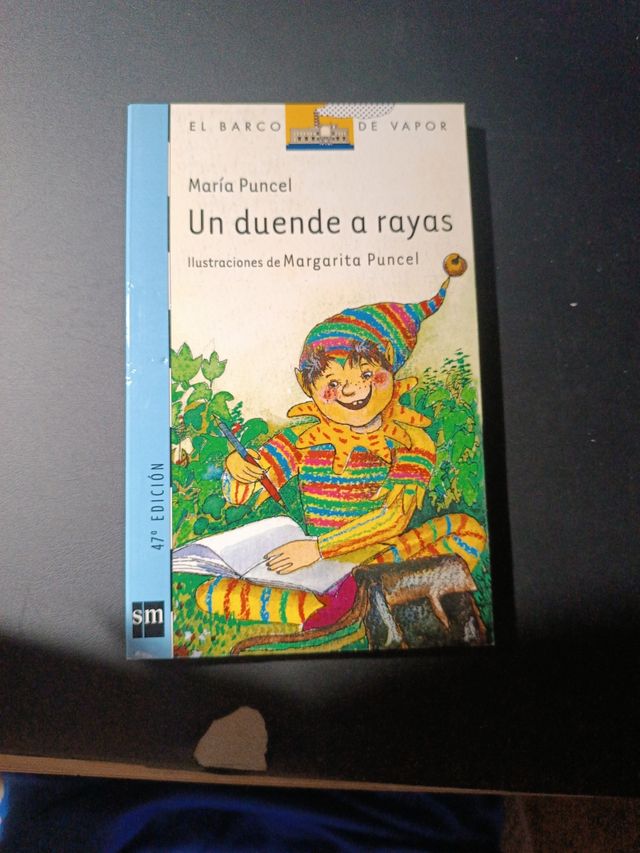 EL BARCO DE VAPOR
María Puncel
Un duende a rayas
Ilustraciones de Margarita Puncel
47ª EDICIÓN
sm